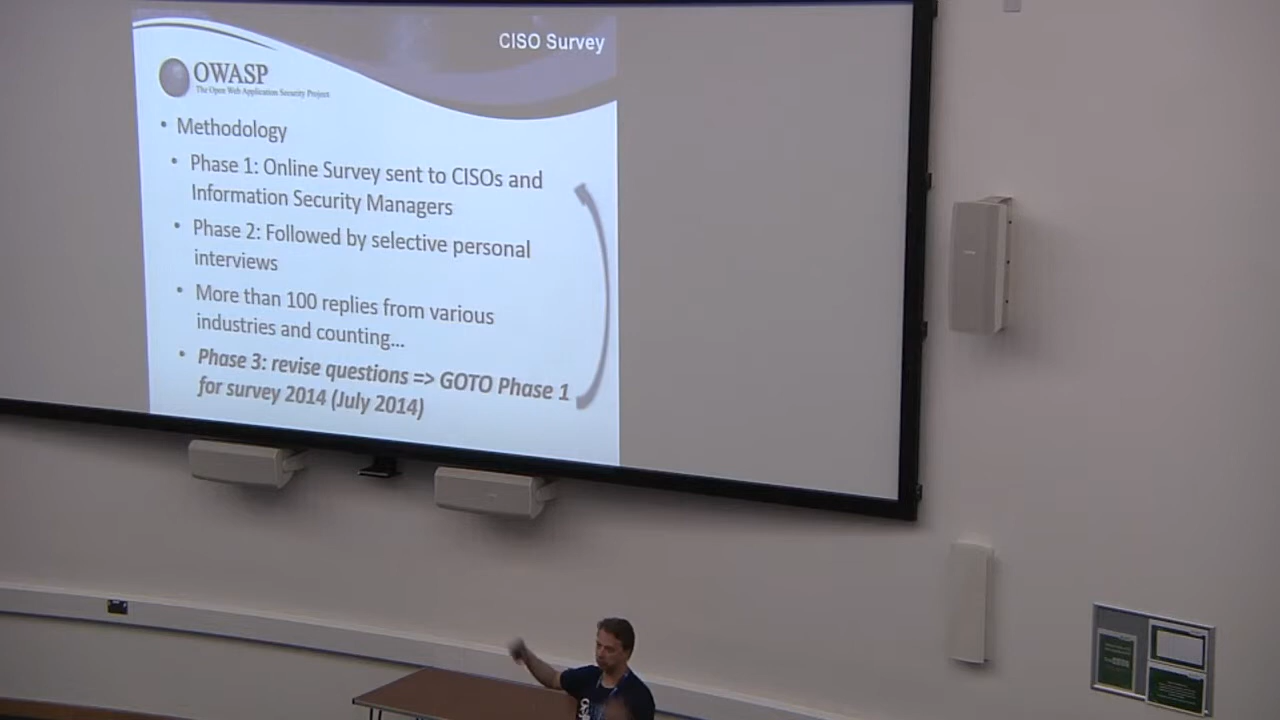 CISO Survey
OWASP
The Open Web Application Security Project
• Methodology
• Phase 1: Online Survey sent to CISOs and
Information Security Managers
• Phase 2: Followed by selective personal
interviews
• More than 100 replies from various
industries and counting...
• Phase 3: revise questions => GOTO Phase 1
for survey 2014 (July 2014)